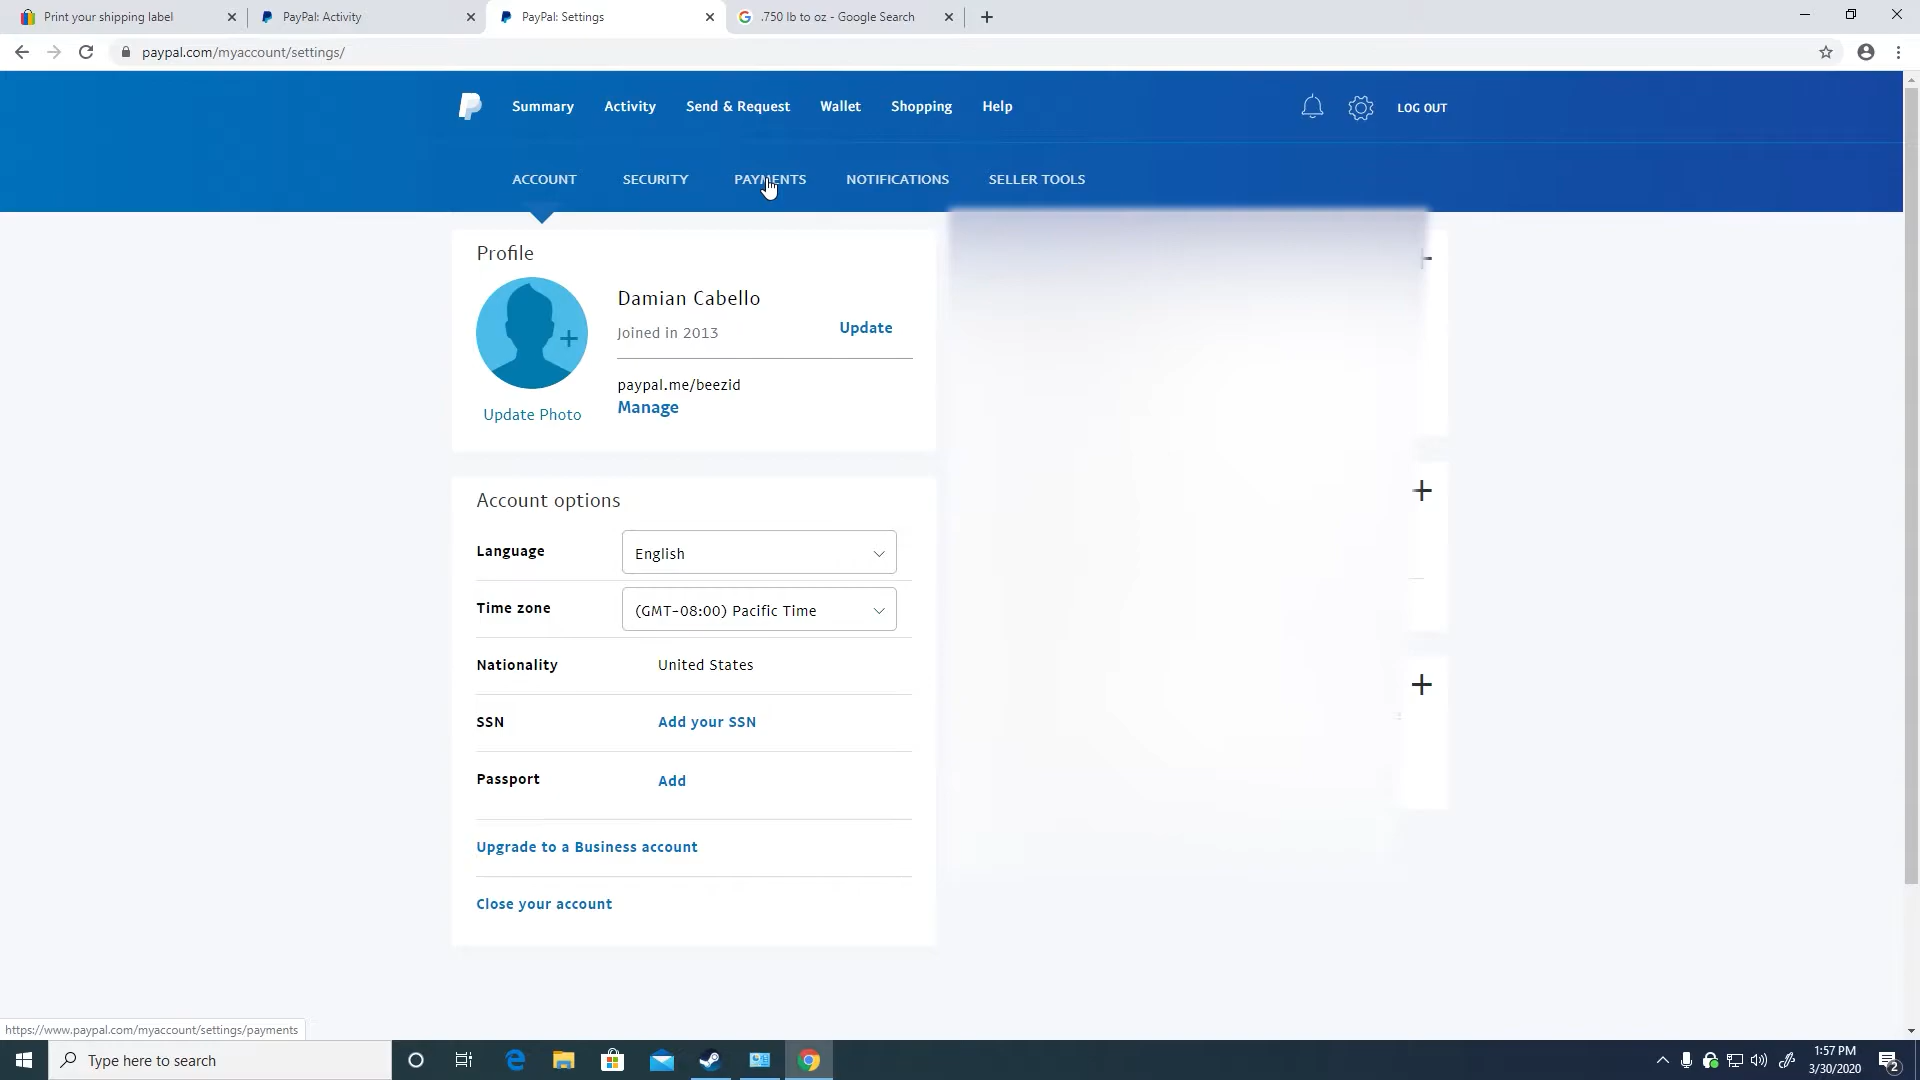 Print your shipping label
PayPal: Activity
PayPal: Settings
.750 lb to oz - Google Search
paypal.com/myaccount/settings/
Summary
Activity
Send & Request
Wallet
Shopping
Help
LOG OUT
ACCOUNT
SECURITY
PAYMENTS
NOTIFICATIONS
SELLER TOOLS
Profile
Damian Cabello
Joined in 2013
Update
paypal.me/beezid
Manage
Update Photo
Account options
Language
English
Time zone
(GMT-08:00) Pacific Time
Nationality
United States
SSN
Add your SSN
Passport
Add
Upgrade to a Business account
Close your account
https://www.paypal.com/myaccount/settings/payments
Type here to search
1:57 PM
3/30/2020
2